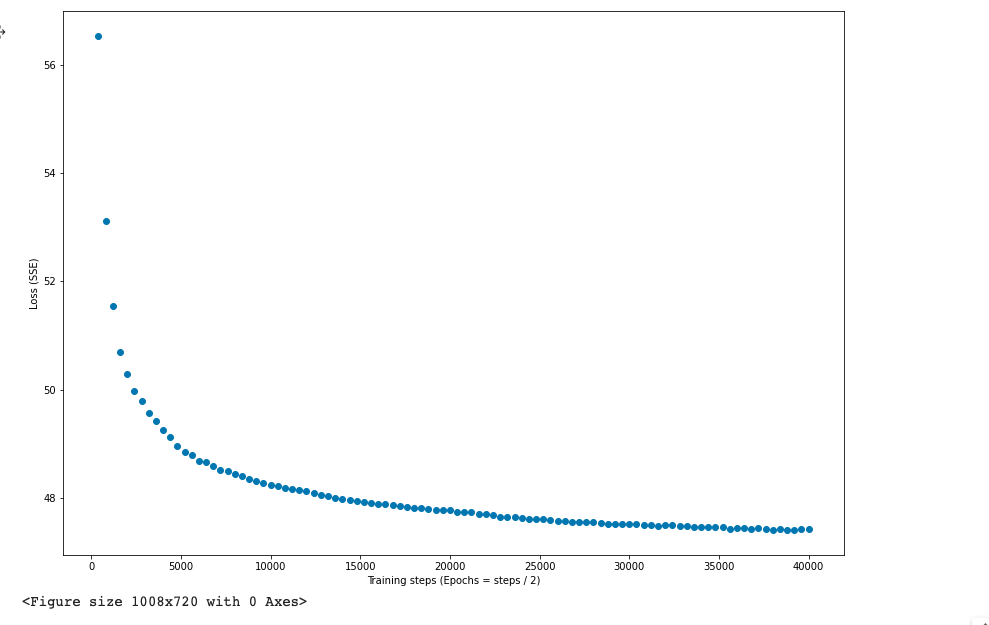 56
54
52
50
48
Loss (SSE)
0 5000 10000 15000 20000 25000 30000 35000 40000
Training steps (Epochs = steps / 2)
<Figure size 1008x720 with 0 Axes>